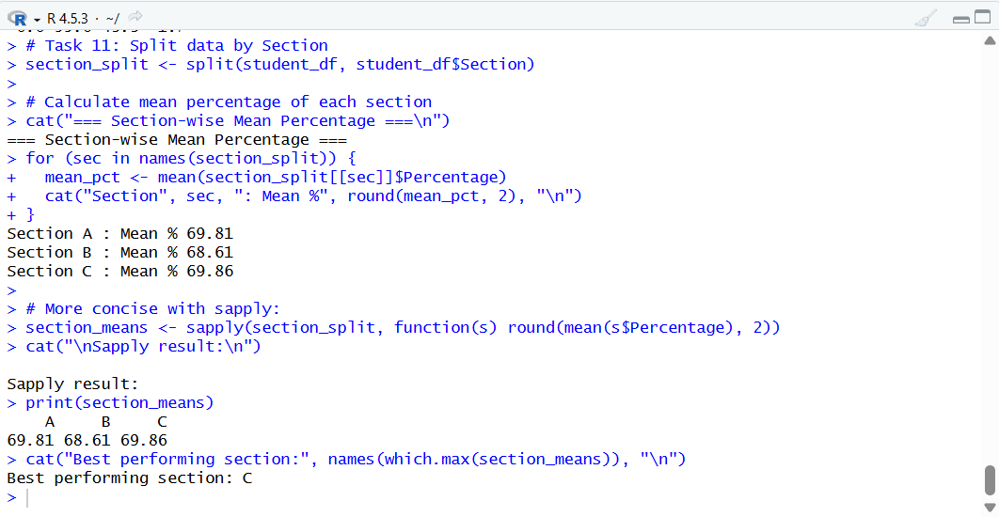 R 4.5.3 · ~/
> # Task 11: Split data by Section
> section_split <- split(student_df, student_df$Section)
>
> # Calculate mean percentage of each section
> cat("=== Section-wise Mean Percentage ===\n")
=== Section-wise Mean Percentage ===
> for (sec in names(section_split)) {
+   mean_pct <- mean(section_split[[sec]]$Percentage)
+   cat("Section", sec, ": Mean %", round(mean_pct, 2), "\n")
+ }
Section A : Mean % 69.81
Section B : Mean % 68.61
Section C : Mean % 69.86
>
> # More concise with sapply:
> section_means <- sapply(section_split, function(s) round(mean(s$Percentage), 2))
> cat("\nSapply result:\n")

Sapply result:
> print(section_means)
    A     B     C
69.81 68.61 69.86
> cat("Best performing section:", names(which.max(section_means)), "\n")
Best performing section: C
>